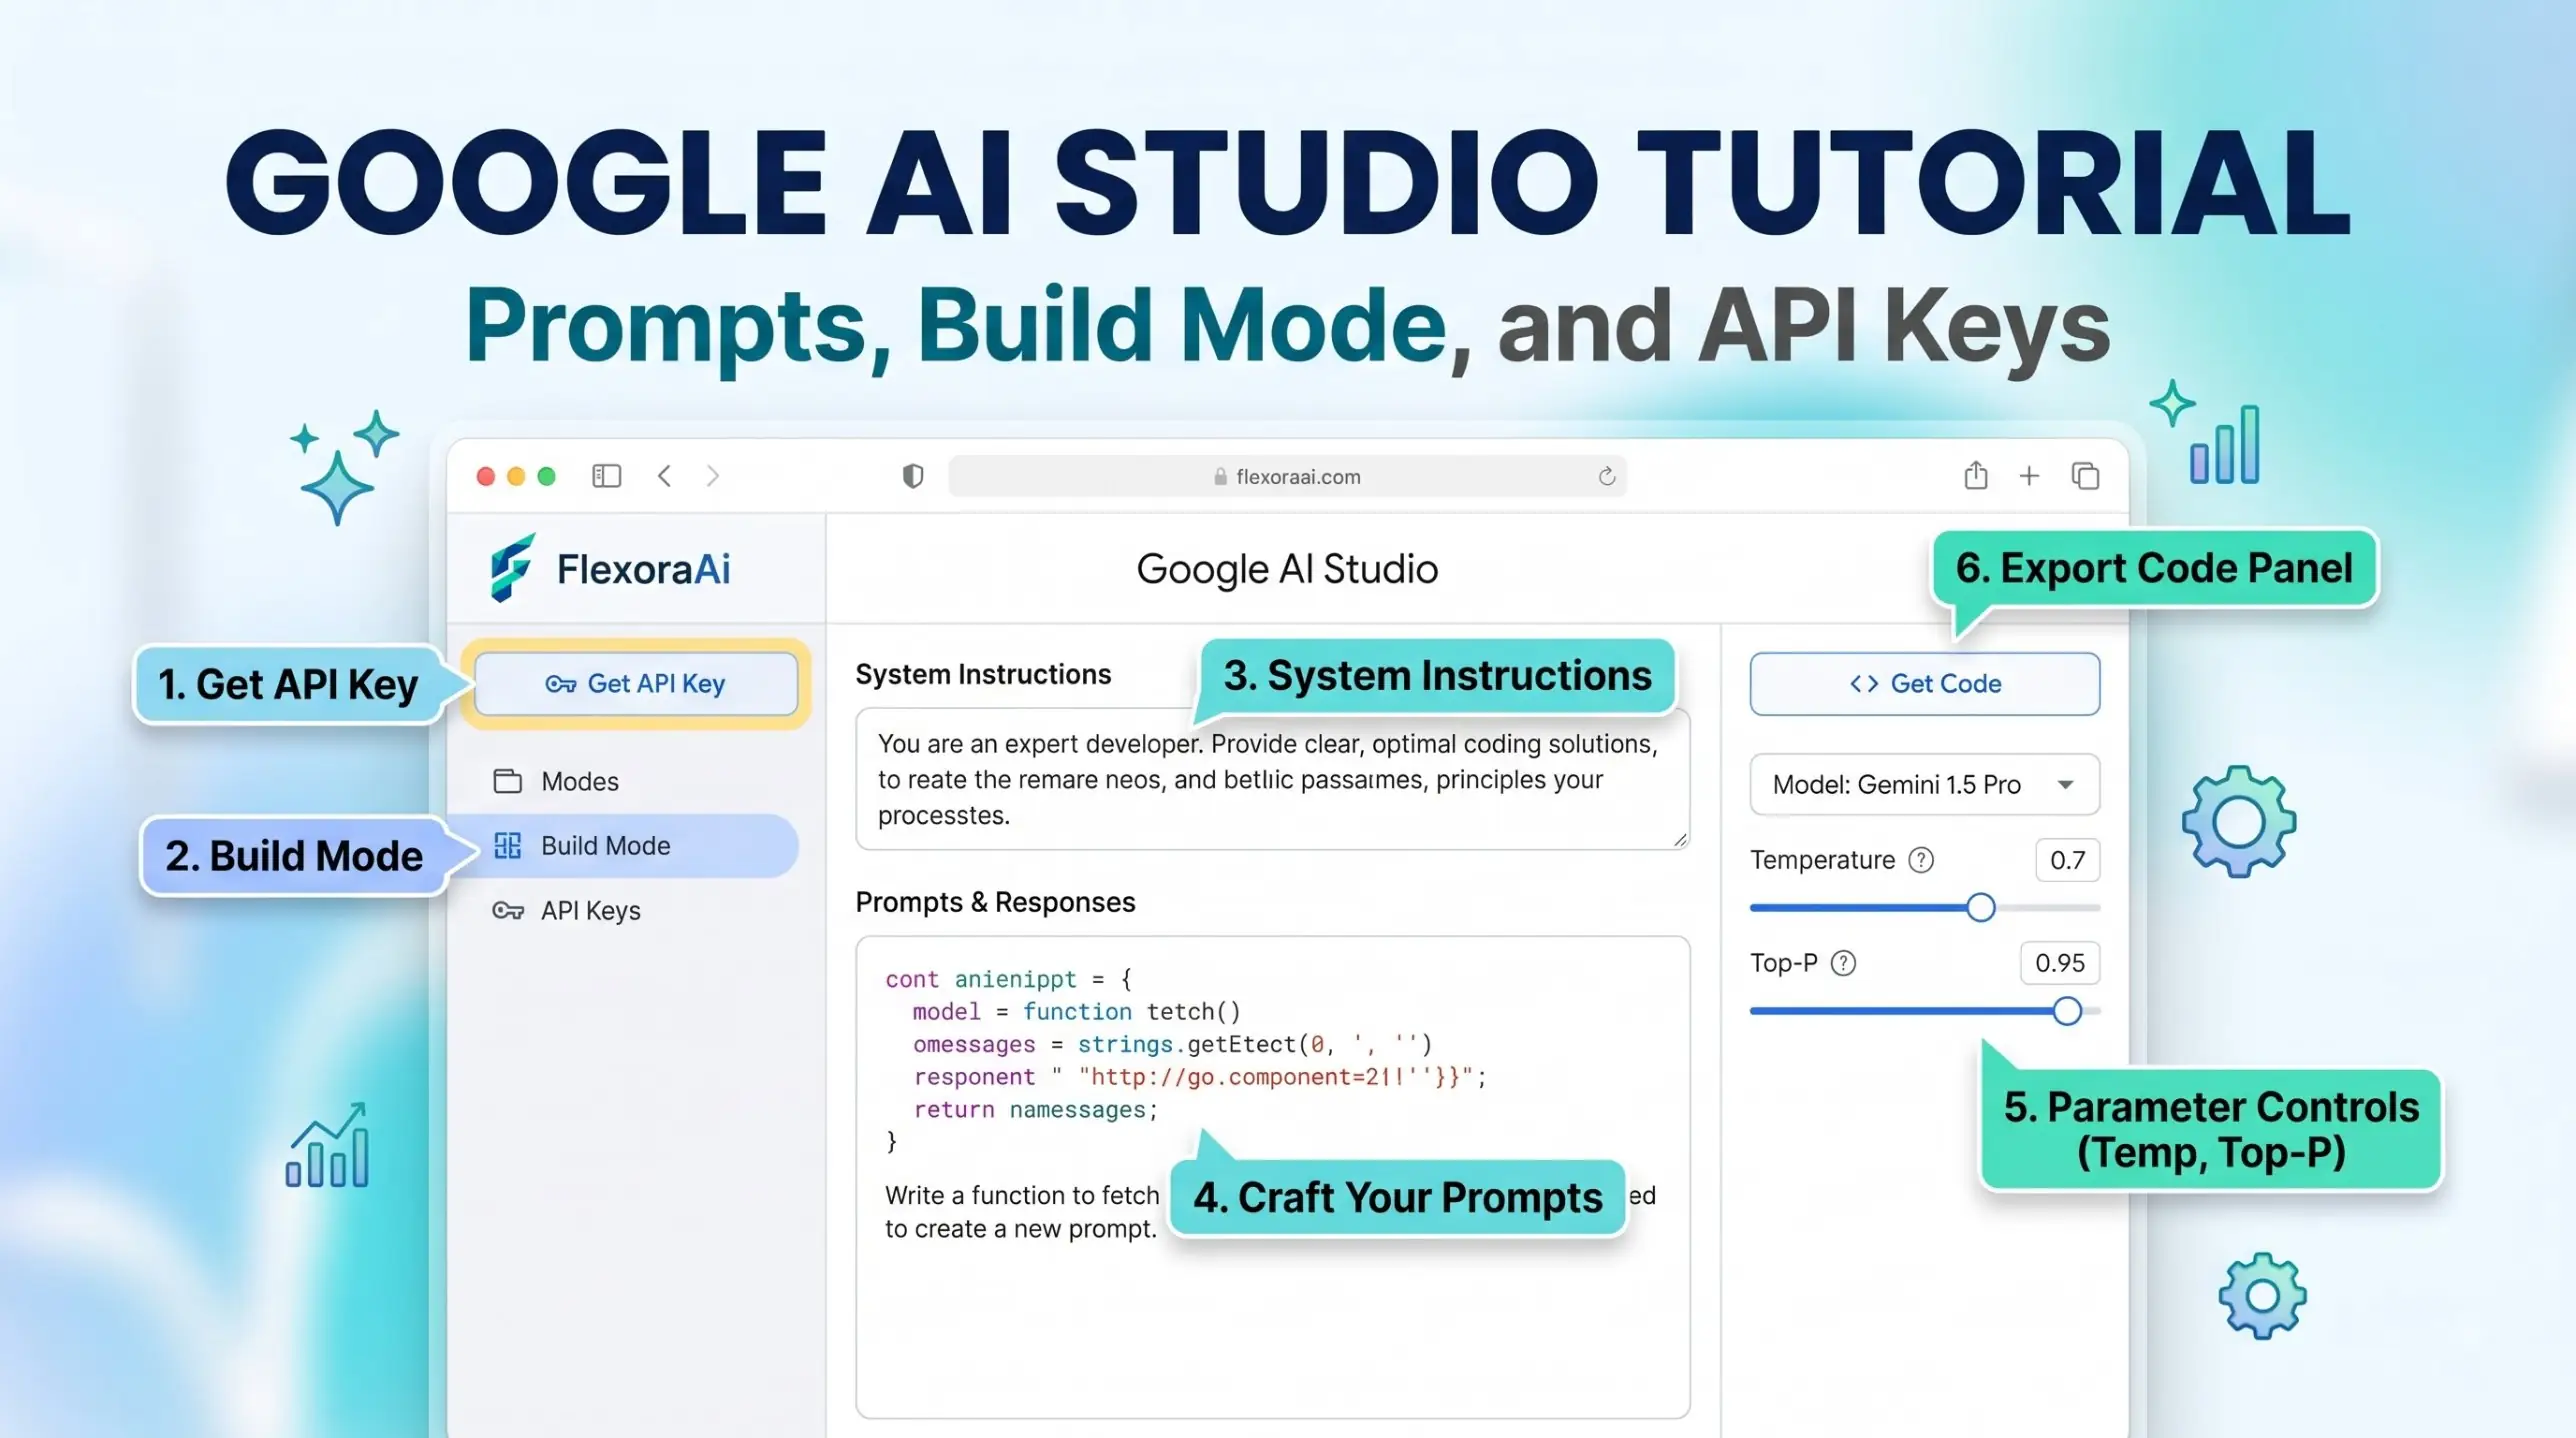 GOOGLE AI STUDIO TUTORIAL
Prompts, Build Mode, and API Keys
flexoraai.com
FlexoraAi
Google AI Studio
6. Export Code Panel
1. Get API Key
Get API Key
System Instructions
3. System Instructions
<> Get Code
You are an expert developer. Provide clear, optimal coding solutions,
to reate the remare neos, and betlıic passaımes, principles your
processtes.
Modes
2. Build Mode
Build Mode
API Keys
Model: Gemini 1.5 Pro
Temperature ? 0.7
Top-P ? 0.95
Prompts & Responses
cont anienippt = {
model = function tetch()
omessages = strings.getEtect(0, ', '')
responent " "http://go.component=21!''}}";
return namessages;
}
Write a function to fetch ed
to create a new prompt.
4. Craft Your Prompts
5. Parameter Controls
(Temp, Top-P)